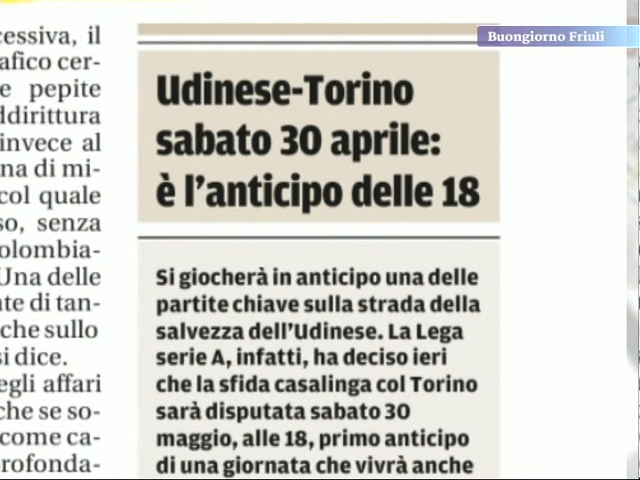 Buongiorno Friuli
cessiva, il
afico cer-
e pepite
ddirittura
invece al
na di mi-
col quale
so, senza
olombia-
Una delle
te di tan-
che sullo
si dice.
egli affari
che se so-
come ca-
rofonda-
Udinese-Torino
sabato 30 aprile:
è l'anticipo delle 18
Si giocherà in anticipo una delle
partite chiave sulla strada della
salvezza dell'Udinese. La Lega
serie A, infatti, ha deciso ieri
che la sfida casalinga col Torino
sarà disputata sabato 30
maggio, alle 18, primo anticipo
di una giornata che vivrà anche